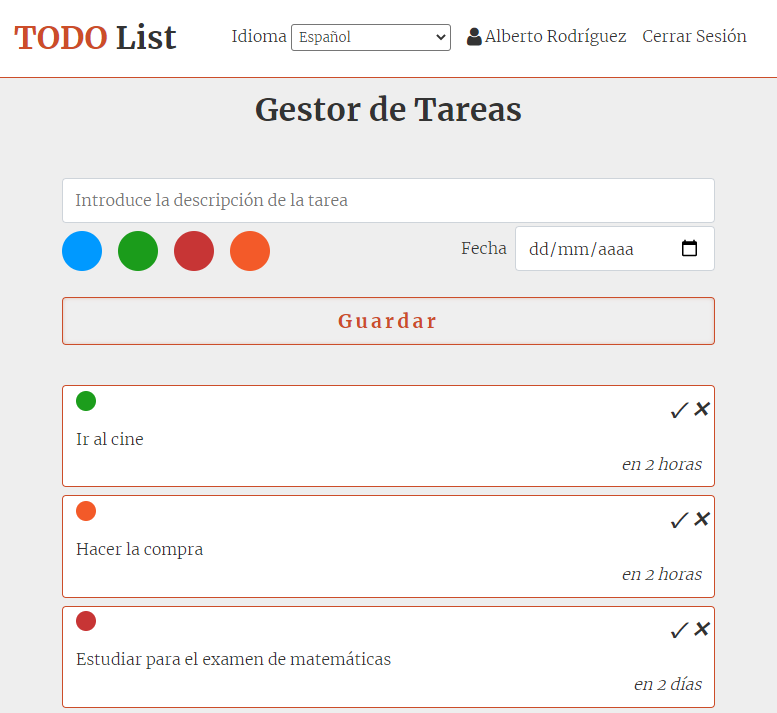 TODO List
Idioma Español Alberto Rodríguez Cerrar Sesión
Gestor de Tareas
Introduce la descripción de la tarea
Fecha dd/mm/aaaa
Guardar
Ir al cine
en 2 horas
Hacer la compra
en 2 horas
Estudiar para el examen de matemáticas
en 2 días